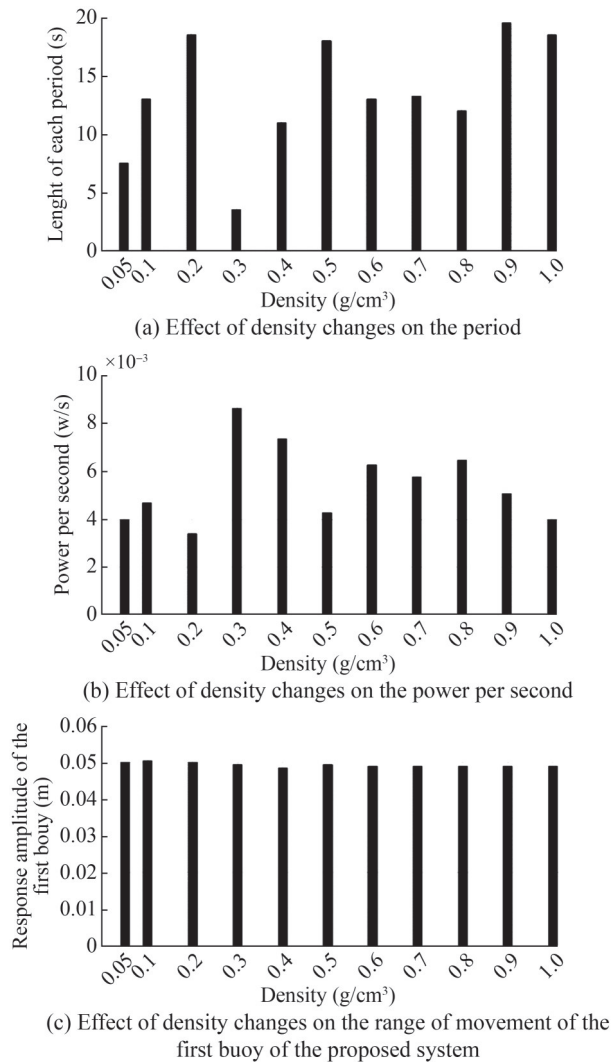 20
15
10
5
0
Lenght of each period (s)
0.05 0.1 0.2 0.3 0.4 0.5 0.6 0.7 0.8 0.9 1.0
Density (g/cm³)
(a) Effect of density changes on the period
×10⁻³
10
8
6
4
2
0
Power per second (w/s)
0.05 0.1 0.2 0.3 0.4 0.5 0.6 0.7 0.8 0.9 1.0
Density (g/cm³)
(b) Effect of density changes on the power per second
0.06
0.05
0.04
0.03
0.02
0.01
0
Response amplitude of the
first bouy (m)
0.05 0.1 0.2 0.3 0.4 0.5 0.6 0.7 0.8 0.9 1.0
Density (g/cm³)
(c) Effect of density changes on the range of movement of the
first buoy of the proposed system